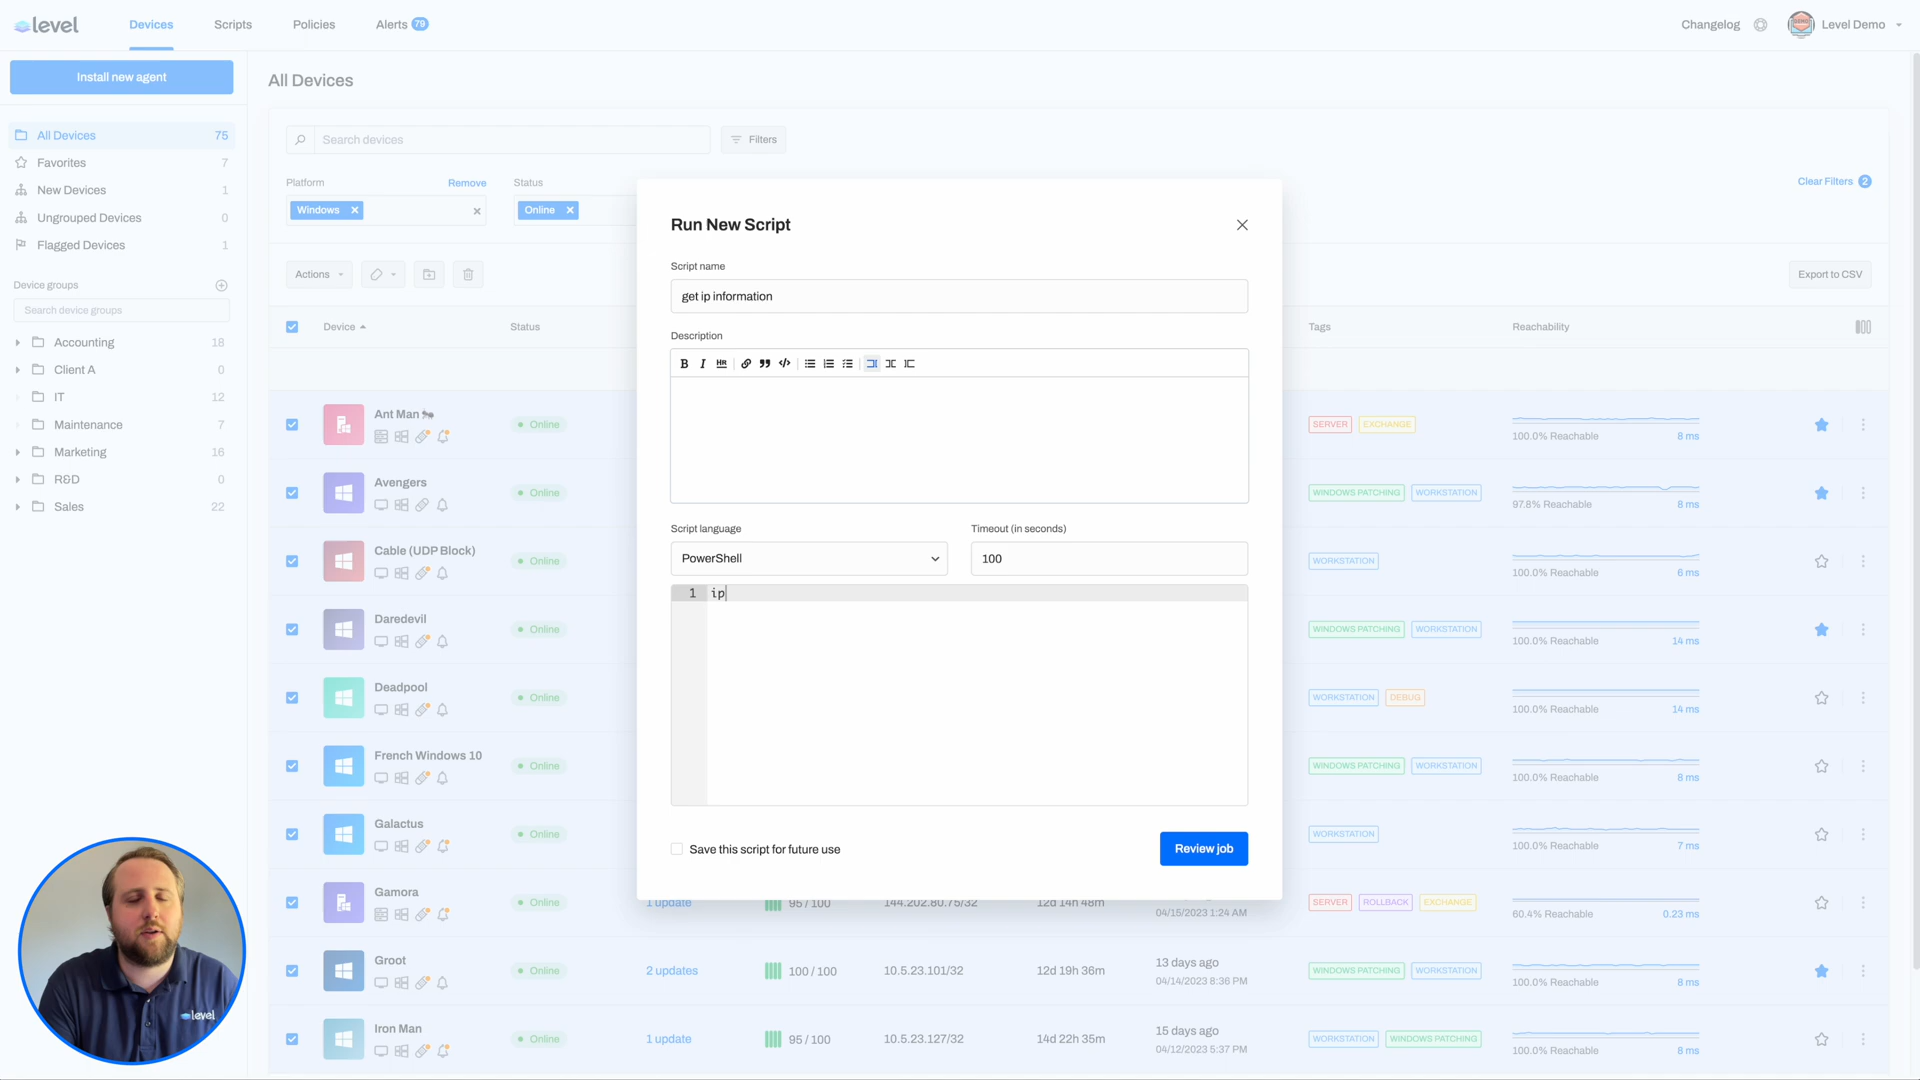 level
Devices
Scripts
Policies
Alerts 79
Changelog
Level Demo
Install new agent
All Devices 75
Favorites 7
New Devices 1
Ungrouped Devices 0
Flagged Devices 1
Device groups
Search device groups
Accounting 18
Client A 0
IT 12
Maintenance 7
Marketing 16
R&D 0
Sales 22
All Devices
Search devices
Filters
Platform Remove
Status
Windows
Online
Clear Filters 2
Actions
Export to CSV
Device
Status
Tags
Reachability
Ant Man
Online
SERVER EXCHANGE
100.0% Reachable 8 ms
Avengers
Online
WINDOWS PATCHING WORKSTATION
97.8% Reachable 8 ms
Cable (UDP Block)
Online
WORKSTATION
100.0% Reachable 6 ms
Daredevil
Online
WINDOWS PATCHING WORKSTATION
100.0% Reachable 14 ms
Deadpool
Online
WORKSTATION DEBUG
100.0% Reachable 14 ms
French Windows 10
Online
WINDOWS PATCHING WORKSTATION
100.0% Reachable 8 ms
Galactus
Online
WORKSTATION
100.0% Reachable 7 ms
Gamora
Online
1 update
95 / 100
144.202.80.75/32
12d 14h 48m
04/15/2023 1:24 AM
SERVER ROLLBACK EXCHANGE
60.4% Reachable 0.23 ms
Groot
Online
2 updates
100 / 100
10.5.23.101/32
12d 19h 36m
13 days ago
04/14/2023 8:36 PM
WINDOWS PATCHING WORKSTATION
100.0% Reachable 8 ms
Iron Man
Online
1 update
95 / 100
10.5.23.127/32
14d 22h 35m
15 days ago
04/12/2023 5:37 PM
WORKSTATION WINDOWS PATCHING
100.0% Reachable 8 ms
Run New Script
Script name
get ip information
Description
B I HR
Script language
PowerShell
Timeout (in seconds)
100
1 ip
Save this script for future use
Review job
level